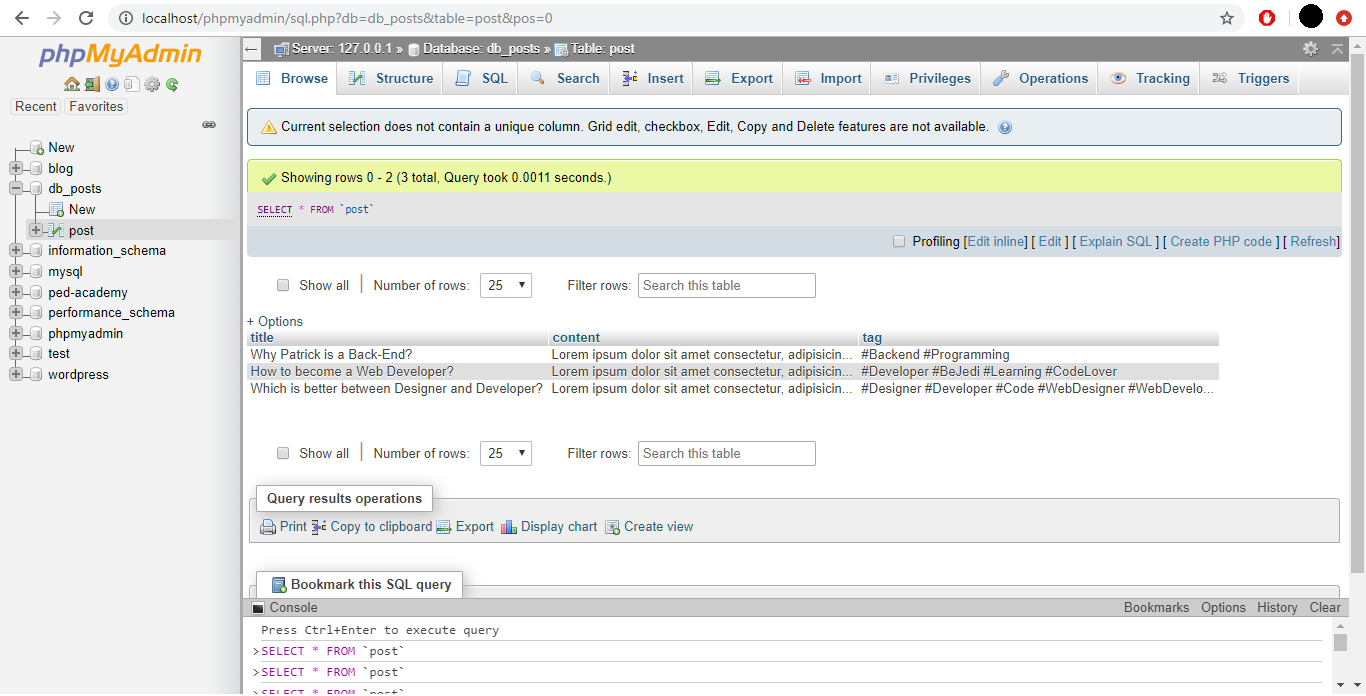 localhost/phpmyadmin/sql.php?db=db_posts&table=post&pos=0
phpMyAdmin
Recent Favorites
New
blog
db_posts
New
post
information_schema
mysql
ped-academy
performance_schema
phpmyadmin
test
wordpress
Server: 127.0.0.1 » Database: db_posts » Table: post
Browse Structure SQL Search Insert Export Import Privileges Operations Tracking Triggers
Current selection does not contain a unique column. Grid edit, checkbox, Edit, Copy and Delete features are not available.
Showing rows 0 - 2 (3 total, Query took 0.0011 seconds.)
SELECT * FROM `post`
Profiling [Edit inline] [ Edit ] [ Explain SQL ] [ Create PHP code ] [ Refresh]
Show all | Number of rows: 25 Filter rows: Search this table
+ Options
title content tag
Why Patrick is a Back-End? Lorem ipsum dolor sit amet consectetur, adipisicin... #Backend #Programming
How to become a Web Developer? Lorem ipsum dolor sit amet consectetur, adipisicin... #Developer #BeJedi #Learning #CodeLover
Which is better between Designer and Developer? Lorem ipsum dolor sit amet consectetur, adipisicin... #Designer #Developer #Code #WebDesigner #WebDevelo...
Show all | Number of rows: 25 Filter rows: Search this table
Query results operations
Print Copy to clipboard Export Display chart Create view
Bookmark this SQL query
Console Bookmarks Options History Clear
Press Ctrl+Enter to execute query
>SELECT * FROM `post`
>SELECT * FROM `post`
>SELECT * FROM `post`